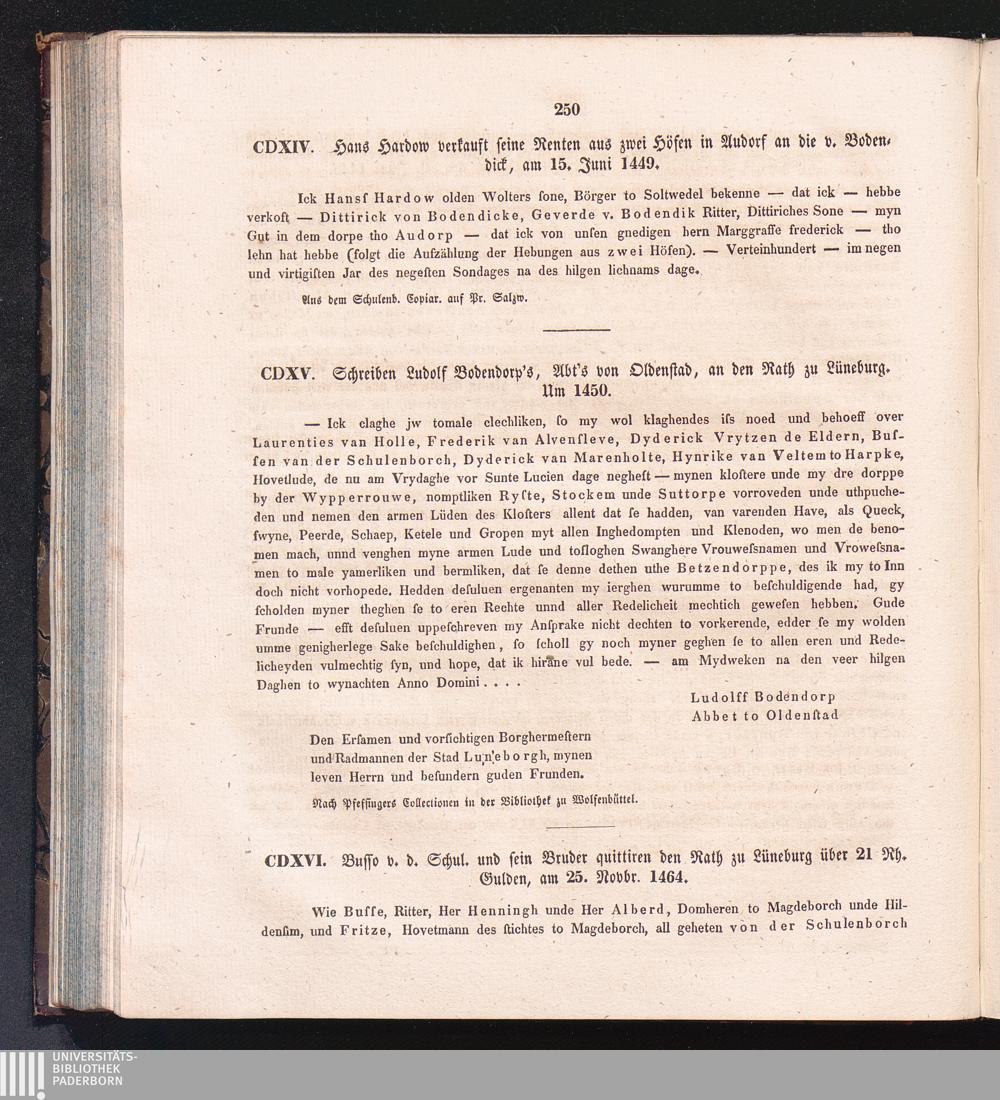 250
CDXIV. Hans Hardow verkauft seine Renten aus zwei Höfen in Audorf an die v. Boden-
dick, am 15. Juni 1449.
Ick Hansſ Hardow olden Wolters ſone, Börger to Soltwedel bekenne — dat ick — hebbe
verkoft — Dittirick von Bodendicke, Geverde v. Bodendik Ritter, Dittiriches Sone — myn
Gut in dem dorpe tho Audorp — dat ick von unſen gnedigen hern Marggraffe frederick — tho
lehn hat hebbe (folgt die Aufzählung der Hebungen aus zwei Höfen). — Verteinhundert — im negen
und virtigiſten Jar des negeſten Sondages na des hilgen lichnams dage.
Aus dem Schulenb. Copiar. auf Pr. Salzw.
CDXV. Schreiben Ludolf Bodendorp's, Abt's von Oldenstad, an den Rath zu Lüneburg.
Um 1450.
— Ick claghe jw tomale clechliken, ſo my wol klaghendes iſs noed und behoeff over
Laurenties van Holle, Frederik van Alvenſleve, Dyderick Vrytzen de Eldern, Buſ-
ſen van der Schulenborch, Dyderick van Marenholte, Hynrike van Veltem to Harpke,
Hovetlude, de nu am Vrydaghe vor Sunte Lucien dage negheſt — mynen kloſtere unde my dre dorppe
by der Wypperrouwe, nomptliken Ryſte, Stockem unde Suttorpe vorroveden unde uthpuche-
den und nemen den armen Lüden des Kloſters allent dat ſe hadden, van varenden Have, als Queck,
ſwyne, Peerde, Schaep, Ketele und Gropen myt allen Inghedompten und Klenoden, wo men de beno-
men mach, unnd venghen myne armen Lude und toſloghen Swanghere Vrouweſnamen und Vroweſna-
men to male yamerliken und bermliken, dat ſe denne dethen uthe Betzendorppe, des ik my to Inn
doch nicht vorhopede. Hedden deſuluen ergenanten my ierghen wurumme to beſchuldigende had, gy
ſcholden myner theghen ſe to eren Rechte unnd aller Redelicheit mechtich geweſen hebben. Gude
Frunde — efft deſuluen uppeſchreven my Anſprake nicht dechten to vorkerende, edder ſe my wolden
umme genigherlege Sake beſchuldighen, ſo ſcholl gy noch myner geghen ſe to allen eren und Rede-
licheyden vulmechtig ſyn, und hope, dat ik hirane vul bede. — am Mydweken na den veer hilgen
Daghen to wynachten Anno Domini . . . .
Ludolff Bodendorp
Abbet to Oldenſtad
Den Erſamen und vorſichtigen Borghermeſtern
und Radmannen der Stad Luneborgh, mynen
leven Herrn und beſundern guden Frunden.
Nach Pfeffingers Collectionen in der Bibliothek zu Wolfenbüttel.
CDXVI. Busso v. d. Schul. und sein Bruder quittiren den Rath zu Lüneburg über 21 Rh.
Gulden, am 25. Novbr. 1464.
Wie Buſſe, Ritter, Her Henningh unde Her Alberd, Domheren to Magdeborch unde Hil-
denſim, und Fritze, Hovetmann des ſtichtes to Magdeborch, all geheten von der Schulenborch
UNIVERSITÄTS-
BIBLIOTHEK
PADERBORN